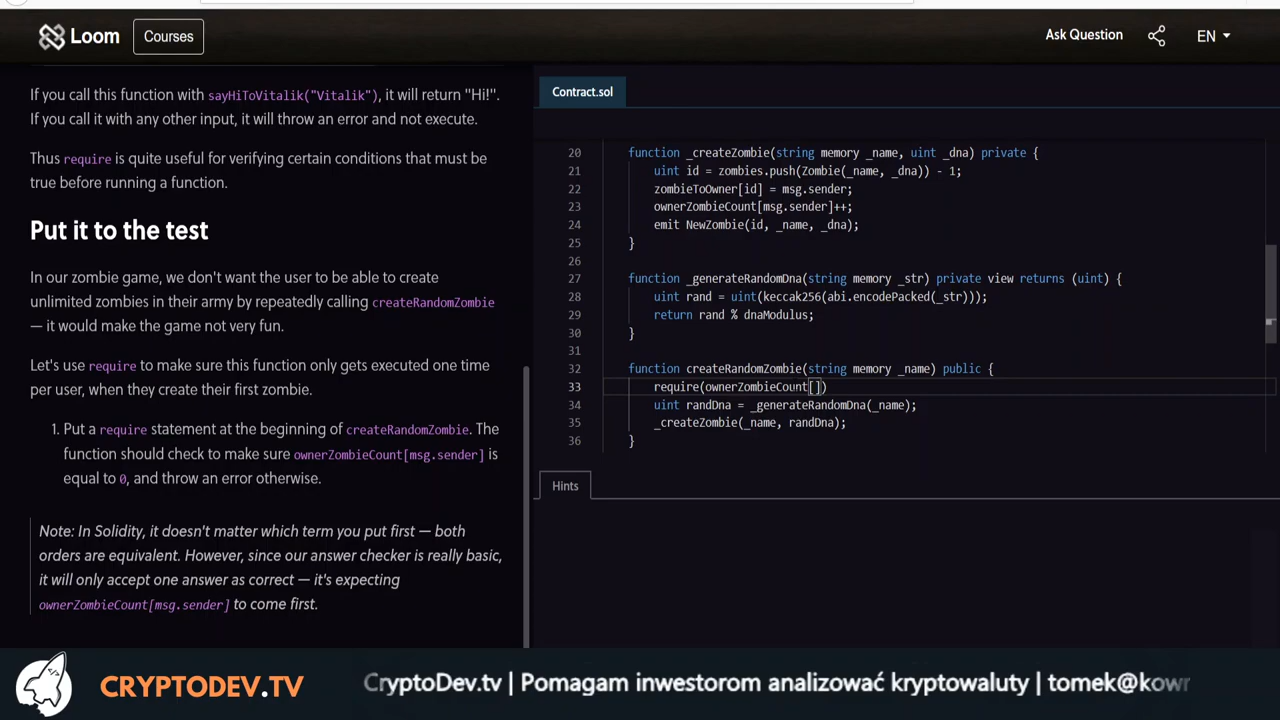 Loom
Courses
Ask Question
EN
If you call this function with sayHiToVitalik("Vitalik"), it will return "Hi!".
If you call it with any other input, it will throw an error and not execute.
Thus require is quite useful for verifying certain conditions that must be
true before running a function.
Put it to the test
In our zombie game, we don't want the user to be able to create
unlimited zombies in their army by repeatedly calling createRandomZombie
— it would make the game not very fun.
Let's use require to make sure this function only gets executed one time
per user, when they create their first zombie.
1. Put a require statement at the beginning of createRandomZombie. The
function should check to make sure ownerZombieCount[msg.sender] is
equal to 0, and throw an error otherwise.
Note: In Solidity, it doesn't matter which term you put first — both
orders are equivalent. However, since our answer checker is really basic,
it will only accept one answer as correct — it's expecting
ownerZombieCount[msg.sender] to come first.
Contract.sol
20 function _createZombie(string memory _name, uint _dna) private {
21 uint id = zombies.push(Zombie(_name, _dna)) - 1;
22 zombieToOwner[id] = msg.sender;
23 ownerZombieCount[msg.sender]++;
24 emit NewZombie(id, _name, _dna);
25 }
26
27 function _generateRandomDna(string memory _str) private view returns (uint) {
28 uint rand = uint(keccak256(abi.encodePacked(_str)));
29 return rand % dnaModulus;
30 }
31
32 function createRandomZombie(string memory _name) public {
33 require(ownerZombieCount[])
34 uint randDna = _generateRandomDna(_name);
35 _createZombie(_name, randDna);
36 }
Hints
CRYPTODEV.TV
CryptoDev.tv | Pomagam inwestorom analizować kryptowaluty | tomek@kowr